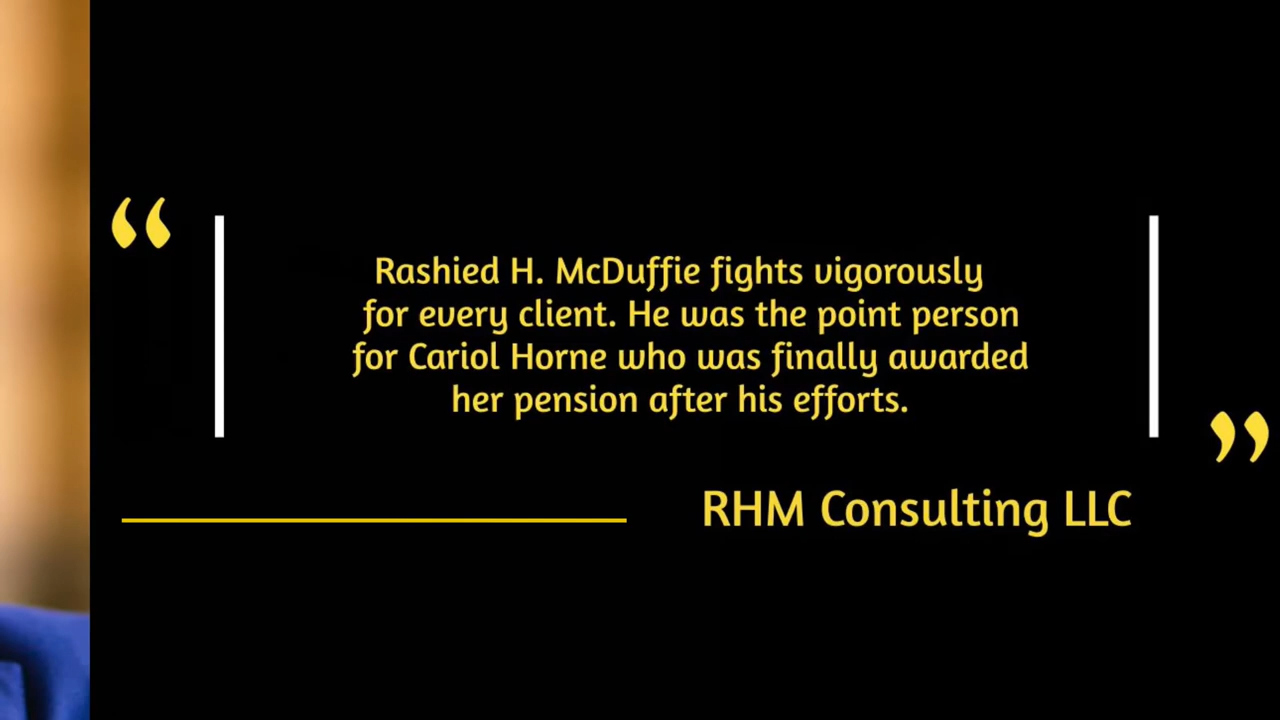 “
Rashied H. McDuffie fights vigorously
for every client. He was the point person
for Cariol Horne who was finally awarded
her pension after his efforts.
”
RHM Consulting LLC